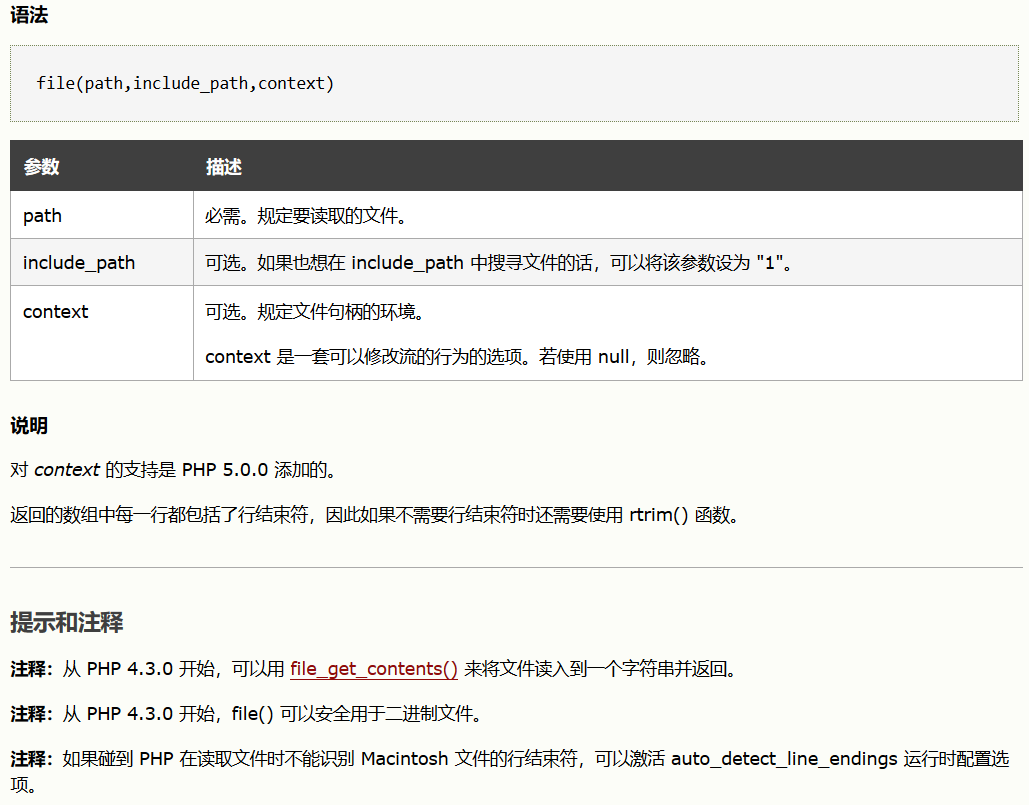 语法
file(path,include_path,context)
参数 描述
path 必需。规定要读取的文件。
include_path 可选。如果也想在 include_path 中搜寻文件的话，可以将该参数设为 "1"。
context 可选。规定文件句柄的环境。
context 是一套可以修改流的行为的选项。若使用 null，则忽略。
说明
对 context 的支持是 PHP 5.0.0 添加的。
返回的数组中每一行都包括了行结束符，因此如果不需要行结束符时还需要使用 rtrim() 函数。
提示和注释
注释：从 PHP 4.3.0 开始，可以用 file_get_contents() 来将文件读入到一个字符串并返回。
注释：从 PHP 4.3.0 开始，file() 可以安全用于二进制文件。
注释：如果碰到 PHP 在读取文件时不能识别 Macintosh 文件的行结束符，可以激活 auto_detect_line_endings 运行时配置选
项。